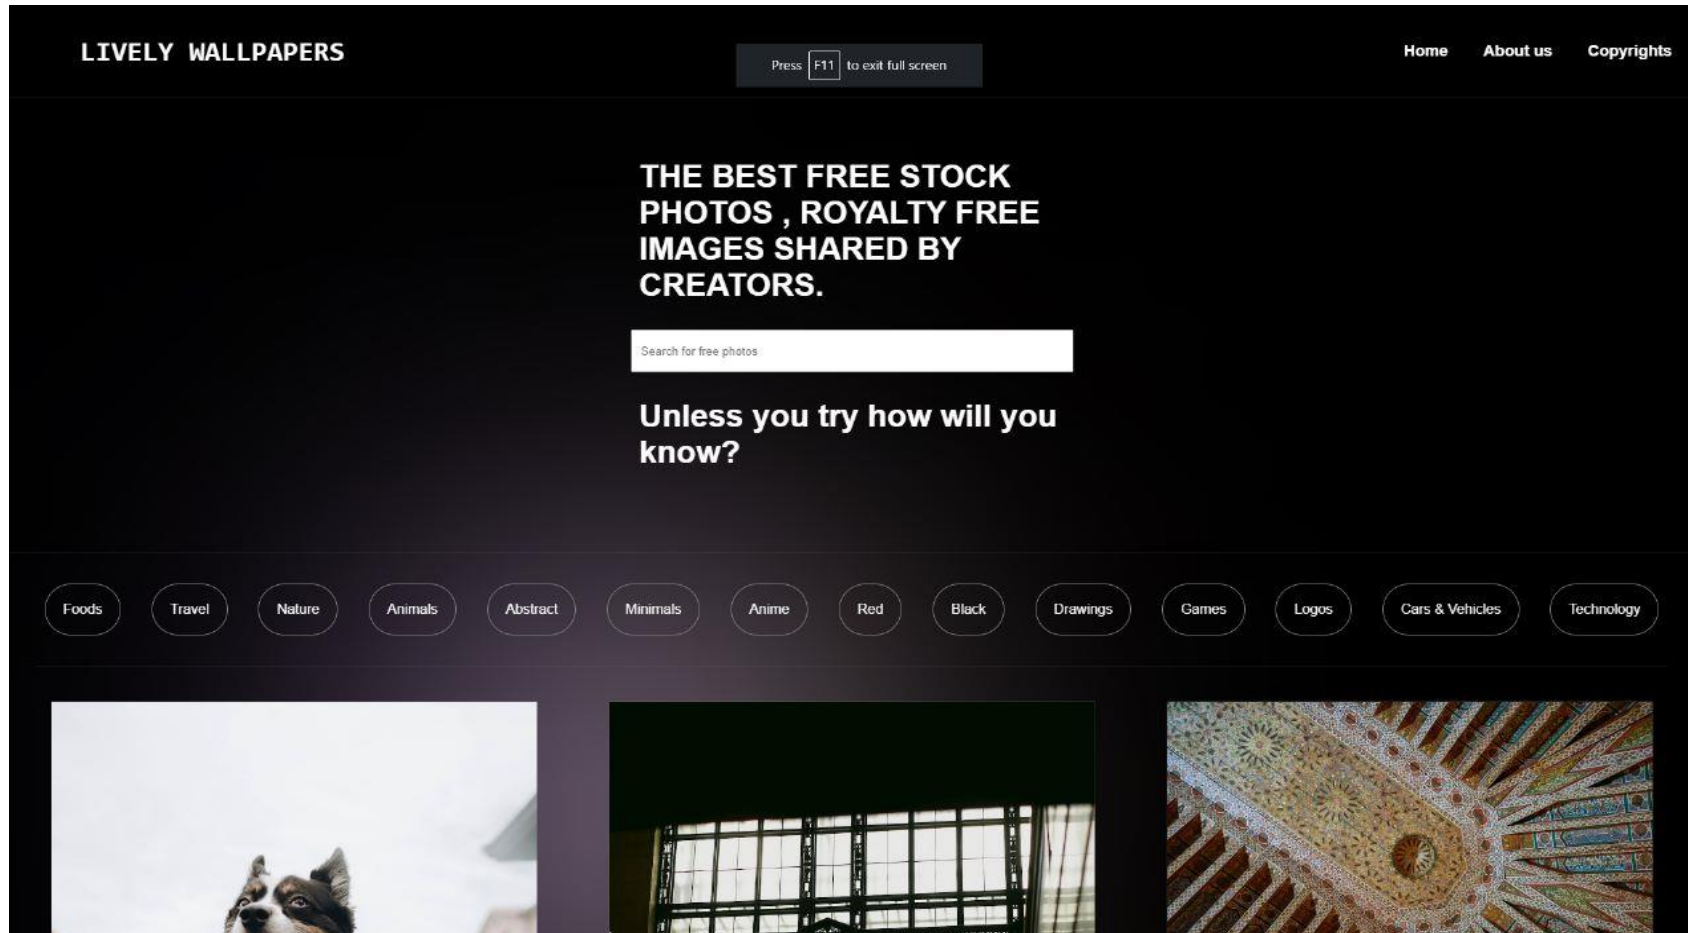 LIVELY WALLPAPERS
Press F11 to exit full screen
Home About us Copyrights
THE BEST FREE STOCK
PHOTOS , ROYALTY FREE
IMAGES SHARED BY
CREATORS.
Search for free photos
Unless you try how will you
know?
Foods Travel Nature Animals Abstract Minimals Anime Red Black Drawings Games Logos Cars & Vehicles Technology